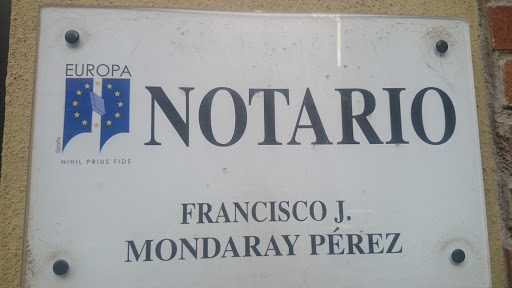 EUROPA
NOTARIO
NIHIL PRIUS FIDE
FRANCISCO J.
MONDARAY PÉREZ